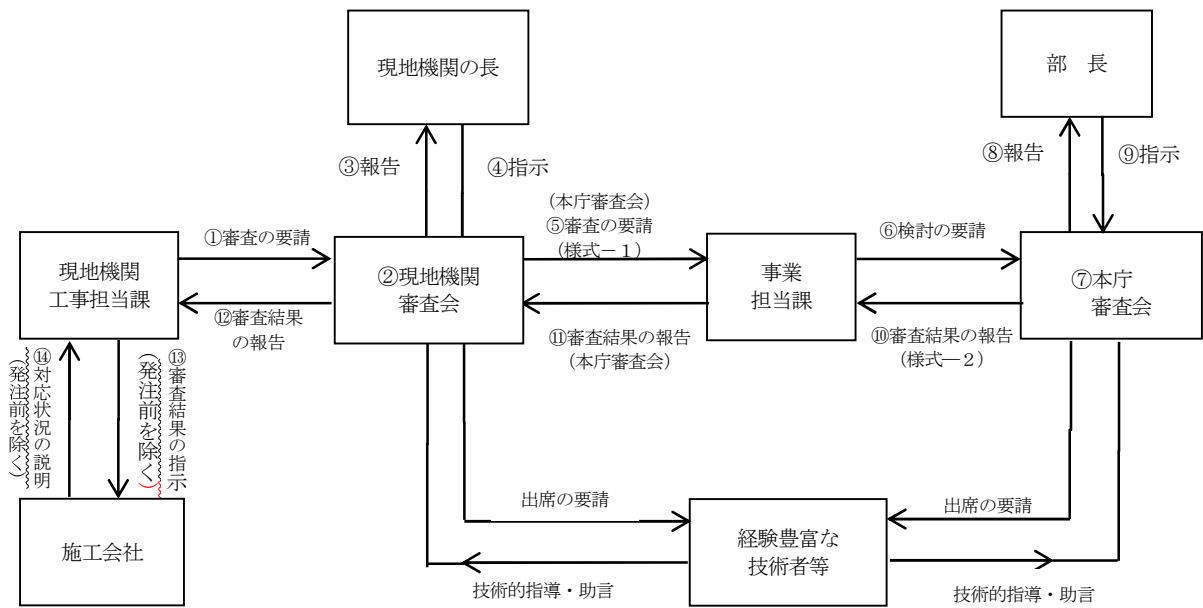 現地機関の長
部　長
③報告
④指示
⑧報告
⑨指示
(本庁審査会)
⑤審査の要請
(様式－１)
①審査の要請
⑥検討の要請
現地機関
工事担当課
②現地機関
審査会
事業
担当課
⑦本庁
審査会
⑫審査結果
の報告
⑪審査結果の報告
(本庁審査会)
⑩審査結果の報告
(様式―２)
⑭対応状況の説明
(発注前を除く)
⑬審査結果の指示
(発注前を除く)
出席の要請
出席の要請
施工会社
経験豊富な
技術者等
技術的指導・助言
技術的指導・助言